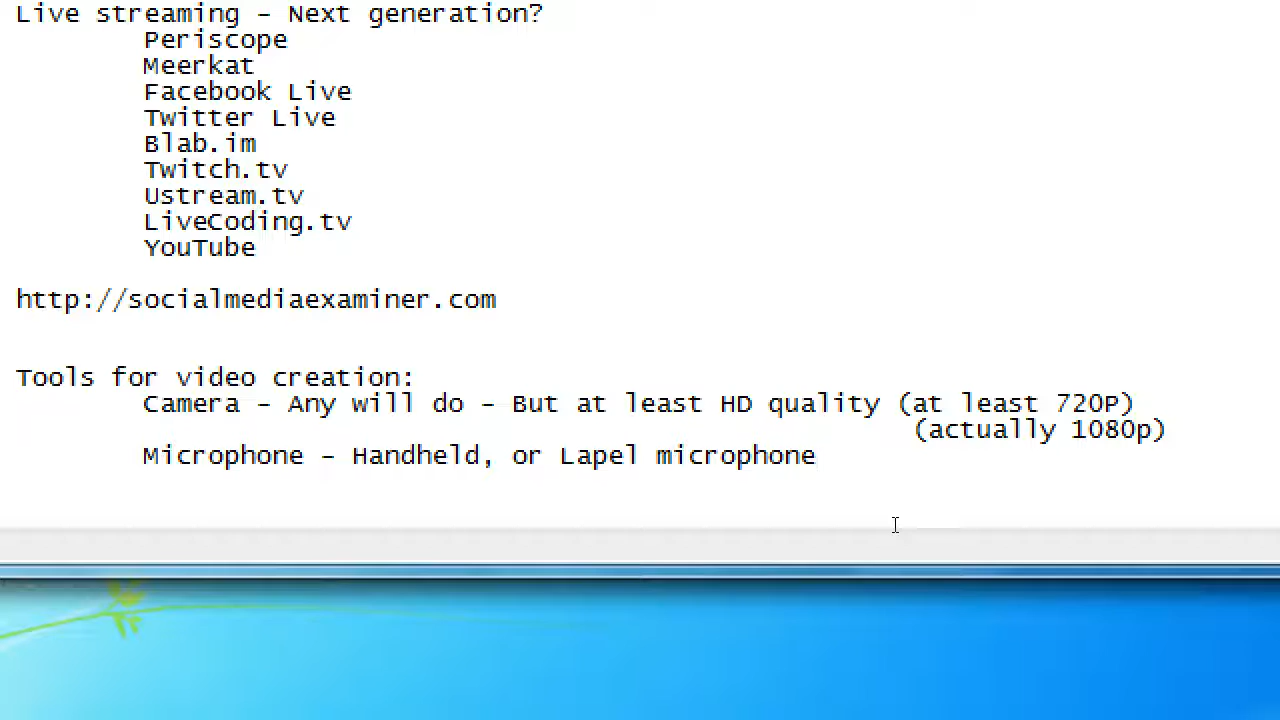 Live streaming - Next generation?
Periscope
Meerkat
Facebook Live
Twitter Live
Blab.im
Twitch.tv
Ustream.tv
LiveCoding.tv
YouTube
http://socialmediaexaminer.com
Tools for video creation:
Camera - Any will do - But at least HD quality (at least 720P)
(actually 1080p)
Microphone - Handheld, or Lapel microphone